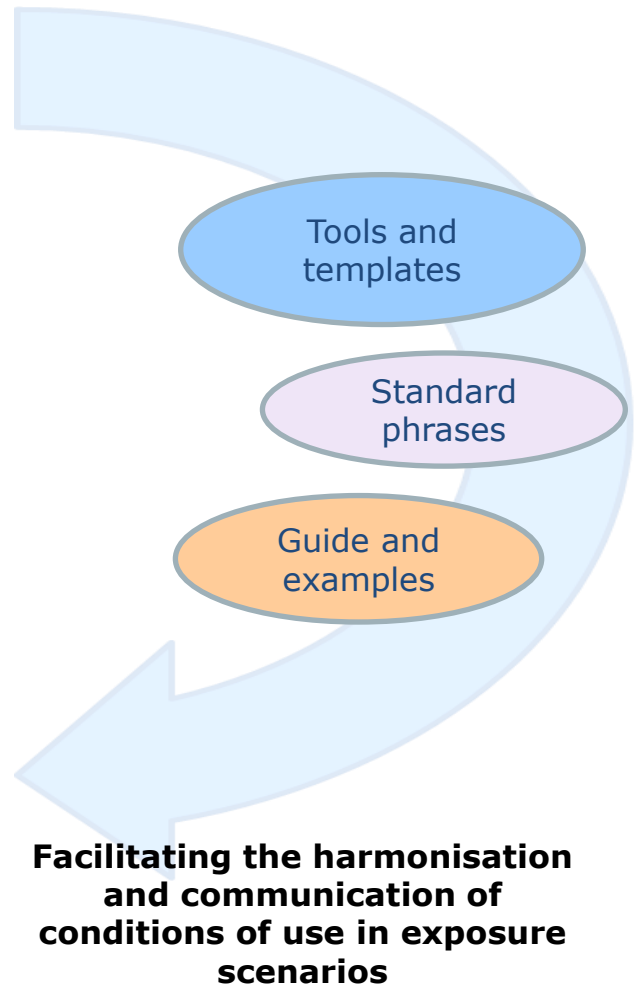 Tools and
templates
Standard
phrases
Guide and
examples
Facilitating the harmonisation
and communication of
conditions of use in exposure
scenarios